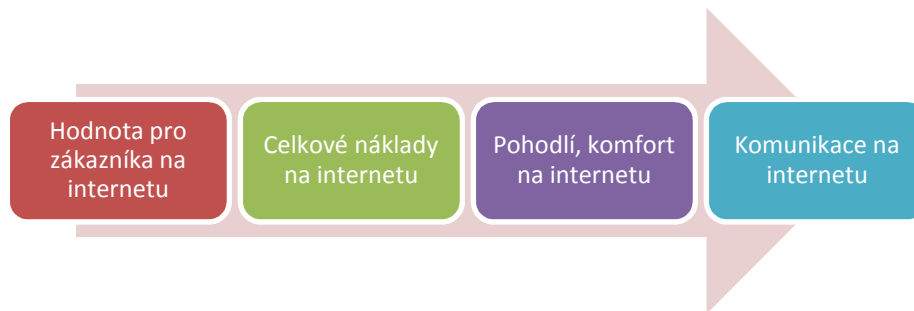 Hodnota pro
zákazníka na
internetu
Celkové náklady
na internetu
Pohodlí, komfort
na internetu
Komunikace na
internetu